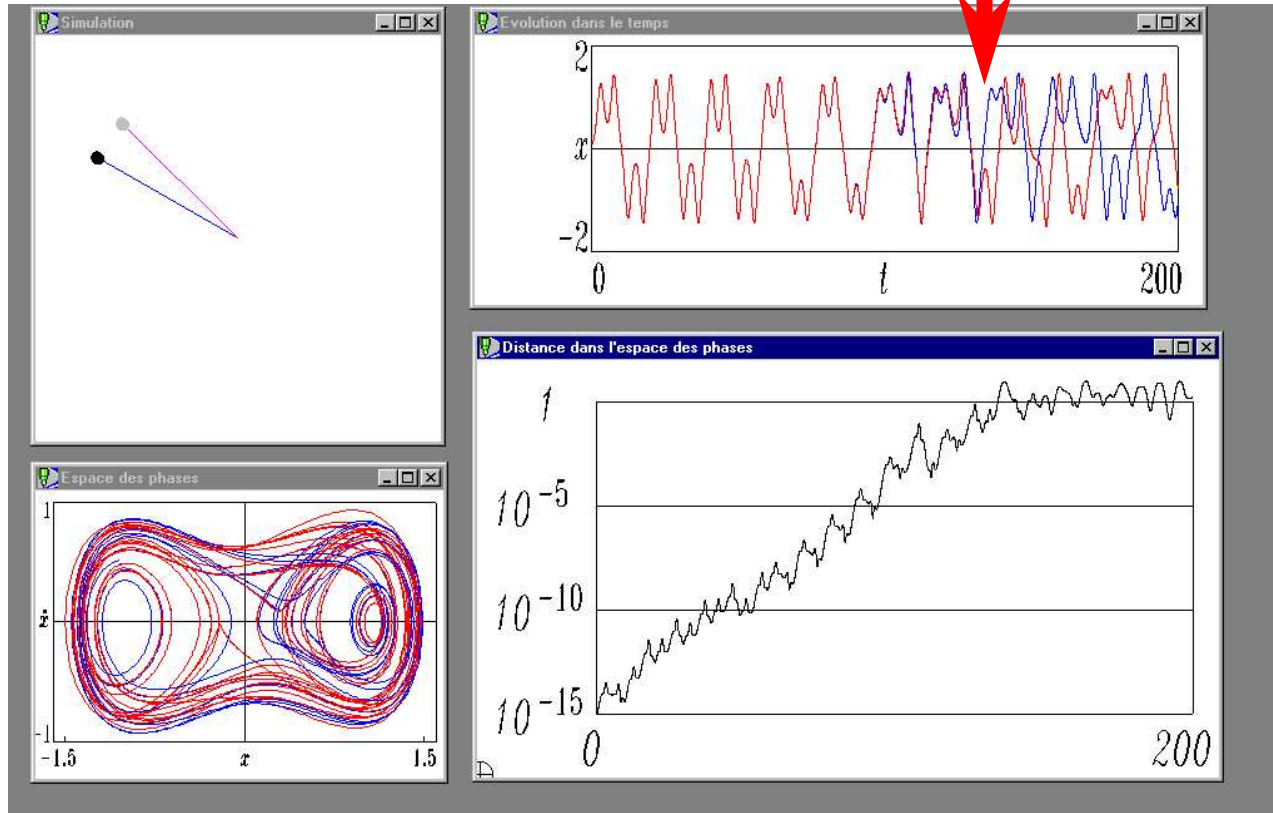 Simulation
Evolution dans le temps
2
x
-2
0
t
200
Distance dans l'espace des phases
1
10^-5
10^-10
10^-15
0
200
Espace des phases
1
ẋ
-1
-1.5
x
1.5